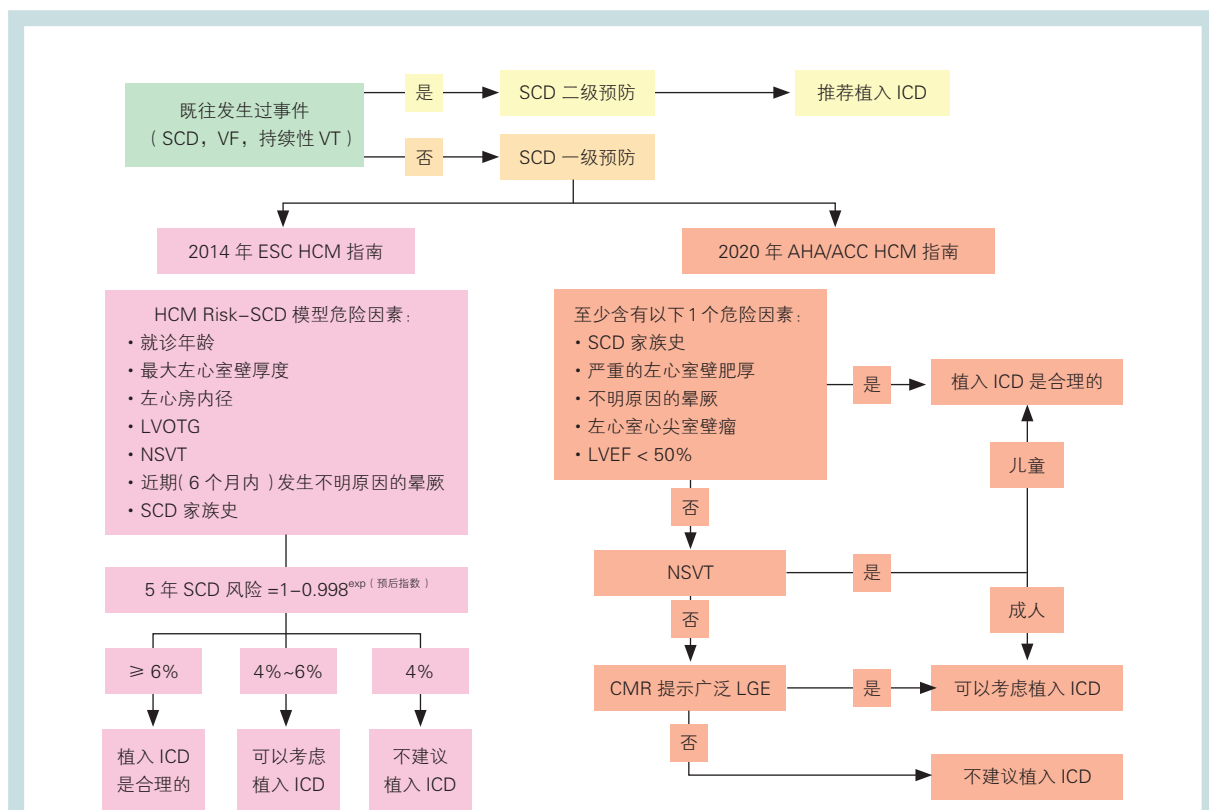 既往发生过事件
（SCD，VF，持续性 VT）
是
SCD 二级预防
推荐植入 ICD
否
SCD 一级预防
2014 年 ESC HCM 指南
2020 年 AHA/ACC HCM 指南
HCM Risk–SCD 模型危险因素：
・就诊年龄
・最大左心室壁厚度
・左心房内径
・LVOTG
・NSVT
・近期（6 个月内）发生不明原因的晕厥
・SCD 家族史
5 年 SCD 风险 =1–0.998exp（预后指数）
≥ 6%
4%~6%
4%
植入 ICD
是合理的
可以考虑
植入 ICD
不建议
植入 ICD
至少含有以下 1 个危险因素：
・SCD 家族史
・严重的左心室壁肥厚
・不明原因的晕厥
・左心室心尖室壁瘤
・LVEF < 50%
是
植入 ICD 是合理的
儿童
否
NSVT
是
成人
否
CMR 提示广泛 LGE
是
可以考虑植入 ICD
否
不建议植入 ICD